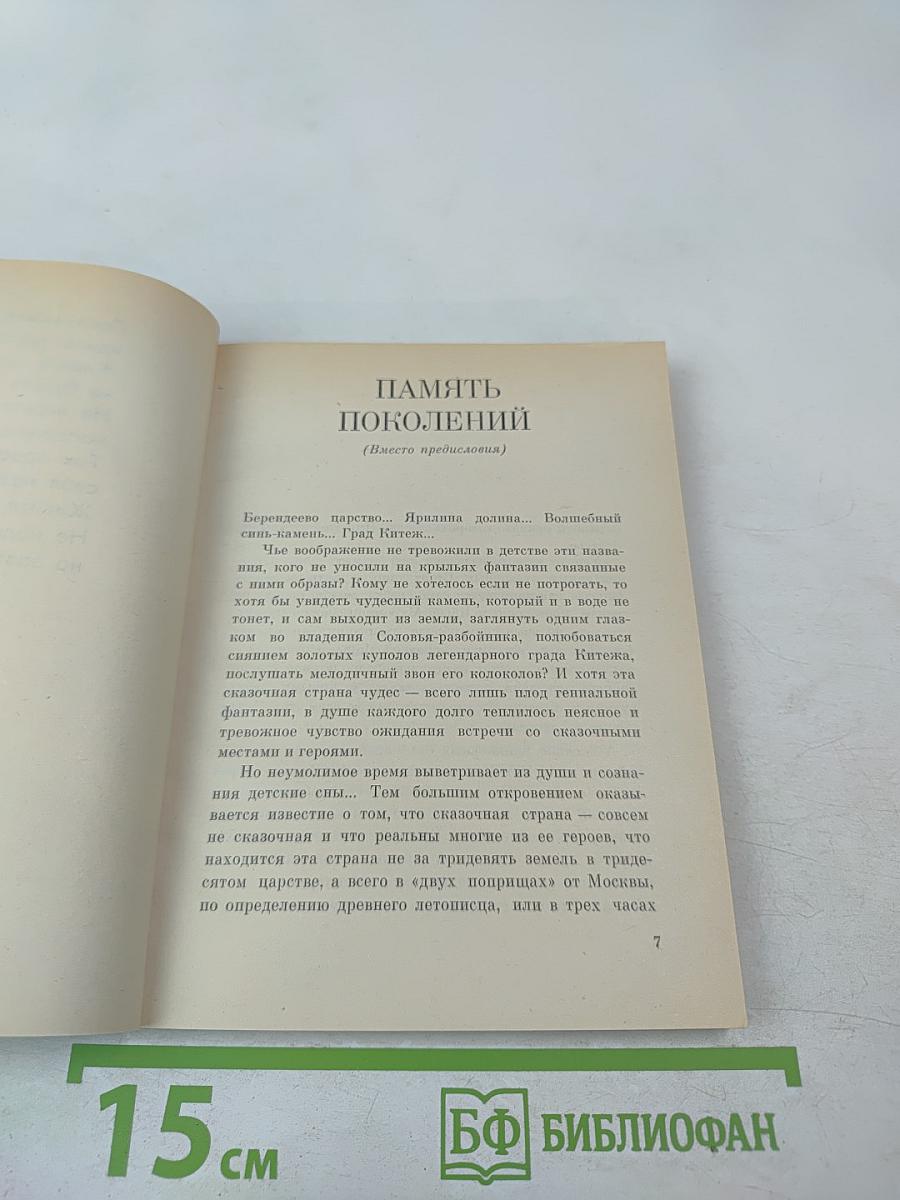 ПАМЯТЬ
ПОКОЛЕНИЙ
(Вместо предисловия)
Берендеево царство... Ярилина долина... Волшебный
синь-камень... Град Китеж...
Чье воображение не тревожили в детстве эти назва-
ния, кого не уносили на крыльях фантазии связанные
с ними образы? Кому не хотелось если не потрогать, то
хотя бы увидеть чудесный камень, который и в воде не
тонет, и сам выходит из земли, заглянуть одним глаз-
ком во владения Соловья-разбойника, полюбоваться
сиянием золотых куполов легендарного града Китежа,
послушать мелодичный звон его колоколов? И хотя эта
сказочная страна чудес — всего лишь плод гениальной
фантазии, в душе каждого долго теплилось неясное и
тревожное чувство ожидания встречи со сказочными
местами и героями.
Но неумолимое время выветривает из души и созна-
ния детские сны... Тем большим откровением оказы-
вается известие о том, что сказочная страна — совсем
не сказочная и что реальны многие из ее героев, что
находится эта страна не за тридевять земель в триде-
сятом царстве, а всего в «двух поприщах» от Москвы,
по определению древнего летописца, или в трех часах
7
15 см
БФ БИБЛИОФАН